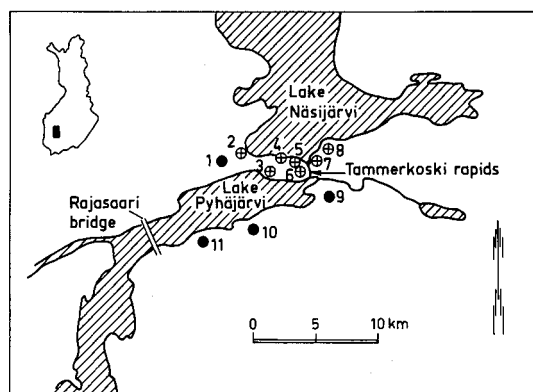 Lake
Näsijärvi
2
4
5
8
1
3
7
6
Tammerkoski rapids
Lake
Pyhäjärvi
Rajasaari
bridge
9
10
11
0 5 10 km